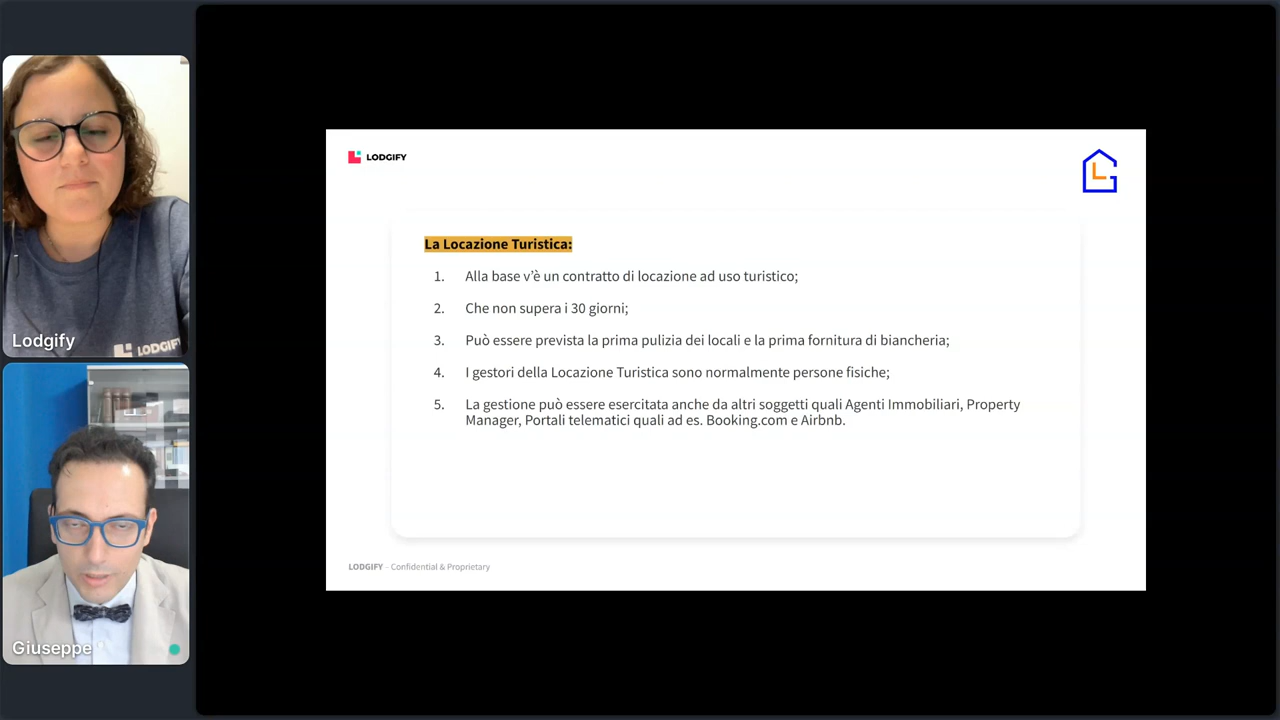 Lodgify
LODGIFY
Giuseppe
LODGIFY
La Locazione Turistica:
1. Alla base v'è un contratto di locazione ad uso turistico;
2. Che non supera i 30 giorni;
3. Può essere prevista la prima pulizia dei locali e la prima fornitura di biancheria;
4. I gestori della Locazione Turistica sono normalmente persone fisiche;
5. La gestione può essere esercitata anche da altri soggetti quali Agenti Immobiliari, Property
Manager, Portali telematici quali ad es. Booking.com e Airbnb.
LODGIFY – Confidential & Proprietary